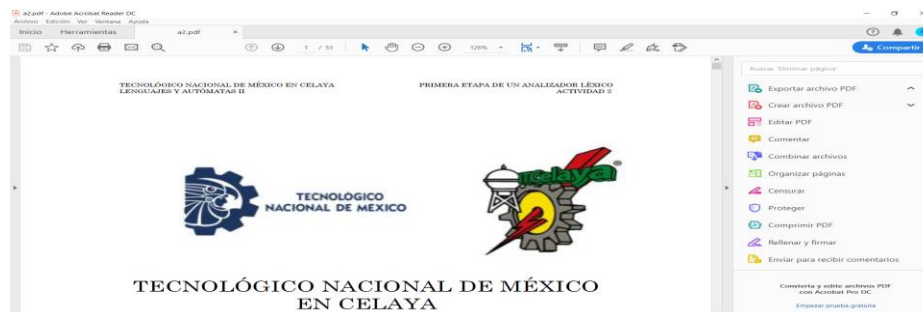 a2.pdf - Adobe Acrobat Reader DC
Archivo Edición Ver Ventana Ayuda
Inicio Herramientas a2.pdf ×
1 / 53 126%
Compartir
TECNOLÓGICO NACIONAL DE MÉXICO EN CELAYA
LENGUAJES Y AUTÓMATAS II
PRIMERA ETAPA DE UN ANALIZADOR LÉXICO
ACTIVIDAD 2
TECNOLÓGICO
NACIONAL DE MÉXICO
TECcelaya
®
TECNOLÓGICO NACIONAL DE MÉXICO
EN CELAYA
Buscar 'Eliminar página'
Exportar archivo PDF
Crear archivo PDF
Editar PDF
Comentar
Combinar archivos
Organizar páginas
Censurar
Proteger
Comprimir PDF
Rellenar y firmar
Enviar para recibir comentarios
Convierta y edite archivos PDF
con Acrobat Pro DC
Empezar prueba gratuita